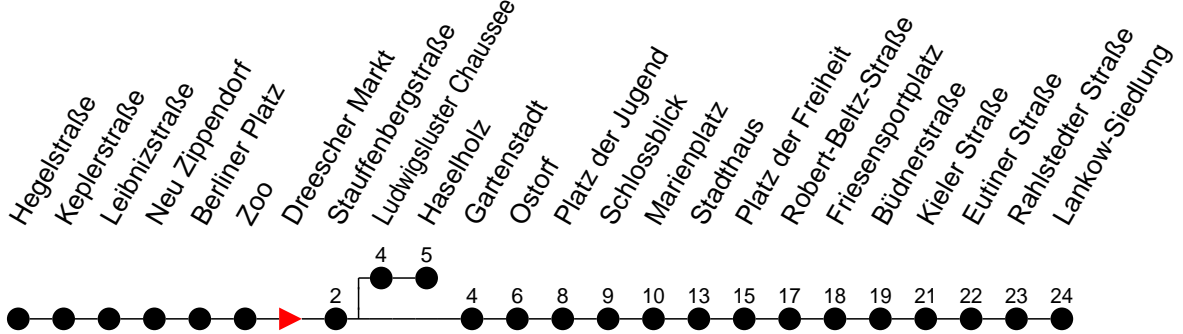 Hegelstraße
Keplerstraße
Leibnizstraße
Neu Zippendorf
Berliner Platz
Zoo
Dreescher Markt
Stauffenbergstraße
Ludwigsluster Chaussee
Haselholz
Gartenstadt
Ostorf
Platz der Jugend
Schlossblick
Marienplatz
Stadthaus
Platz der Freiheit
Robert-Beltz-Straße
Friesensportplatz
Büdnerstraße
Kieler Straße
Eutiner Straße
Rahlstedter Straße
Lankow-Siedlung
4 5
2 4 6 8 9 10 13 15 17 18 19 21 22 23 24